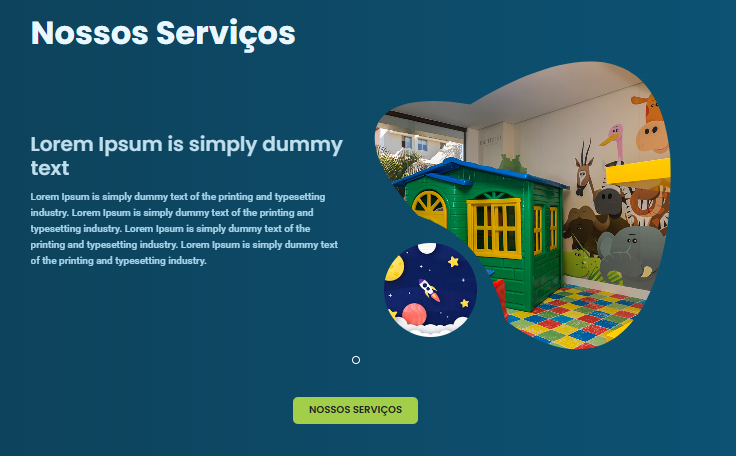 Nossos Serviços
Lorem Ipsum is simply dummy
text
Lorem Ipsum is simply dummy text of the printing and typesetting
industry. Lorem Ipsum is simply dummy text of the printing and
typesetting industry. Lorem Ipsum is simply dummy text of the
printing and typesetting industry. Lorem Ipsum is simply dummy text
of the printing and typesetting industry.
NOSSOS SERVIÇOS